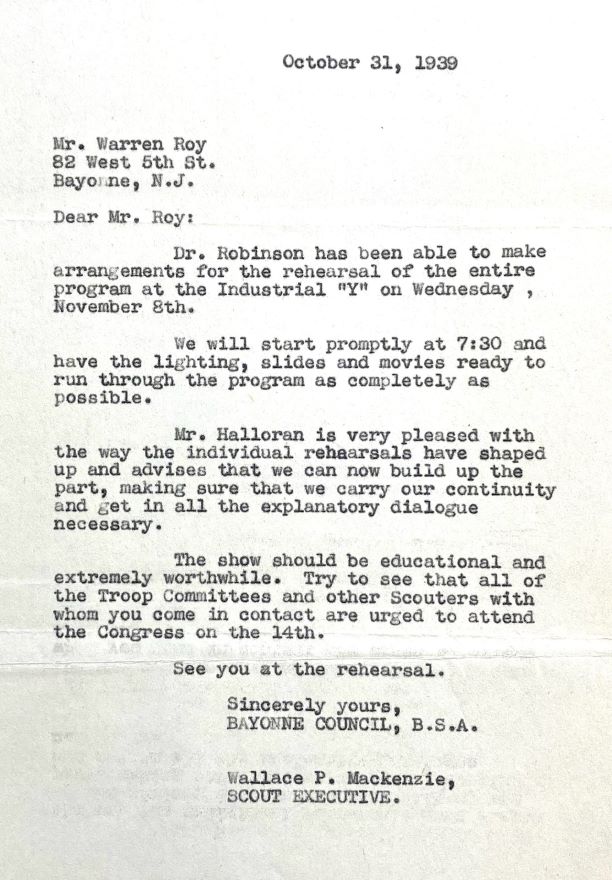 October 31, 1939
Mr. Warren Roy
82 West 5th St.
Bayonne, N.J.
Dear Mr. Roy:
Dr. Robinson has been able to make
arrangements for the rehearsal of the entire
program at the Industrial "Y" on Wednesday ,
November 8th.
We will start promptly at 7:30 and
have the lighting, slides and movies ready to
run through the program as completely as
possible.
Mr. Halloran is very pleased with
the way the individual rehaarsals have shaped
up and advises that we can now build up the
part, making sure that we carry our continuity
and get in all the explanatory dialogue
necessary.
The show should be educational and
extremely worthwhile. Try to see that all of
the Troop Committees and other Scouters with
whom you come in contact are urged to attend
the Congress on the 14th.
See you at the rehearsal.
Sincerely yours,
BAYONNE COUNCIL, B.S.A.
Wallace P. Mackenzie,
SCOUT EXECUTIVE.